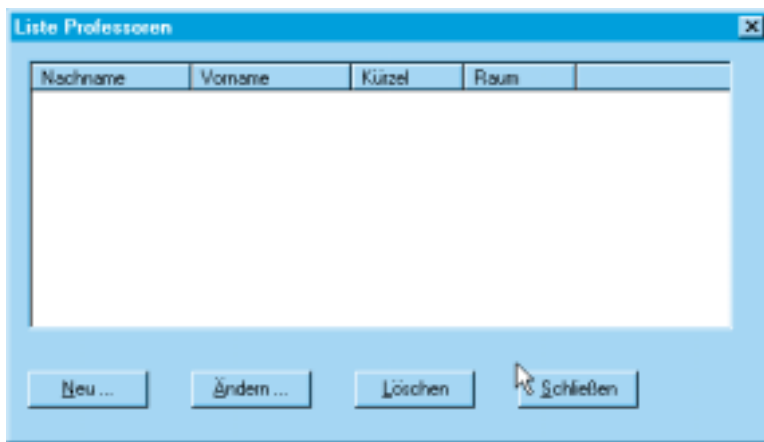 Liste Professoren
Nachname Vorname Kürzel Raum
Neu ... Ändern ... Löschen Schließen